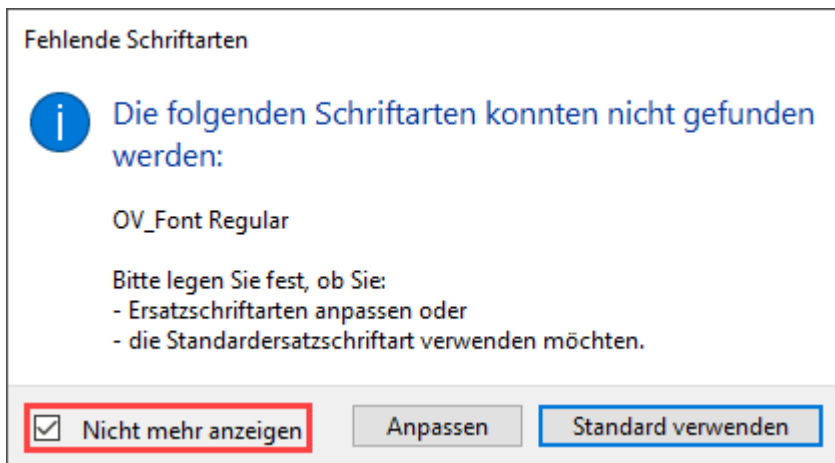 Fehlende Schriftarten
Die folgenden Schriftarten konnten nicht gefunden
werden:
OV_Font Regular
Bitte legen Sie fest, ob Sie:
- Ersatzschriftarten anpassen oder
- die Standardersatzschriftart verwenden möchten.
Nicht mehr anzeigen
Anpassen
Standard verwenden